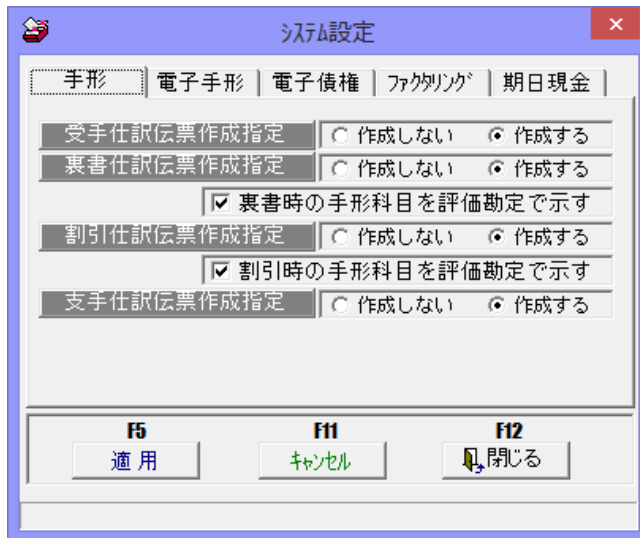 ｼｽﾃﾑ設定
手形 電子手形 電子債権 ﾌｧｸﾀﾘﾝｸﾞ 期日現金
受手仕訳伝票作成指定 作成しない 作成する
裏書仕訳伝票作成指定 作成しない 作成する
裏書時の手形科目を評価勘定で示す
割引仕訳伝票作成指定 作成しない 作成する
割引時の手形科目を評価勘定で示す
支手仕訳伝票作成指定 作成しない 作成する
F5 F11 F12
適用 ｷｬﾝｾﾙ 閉じる